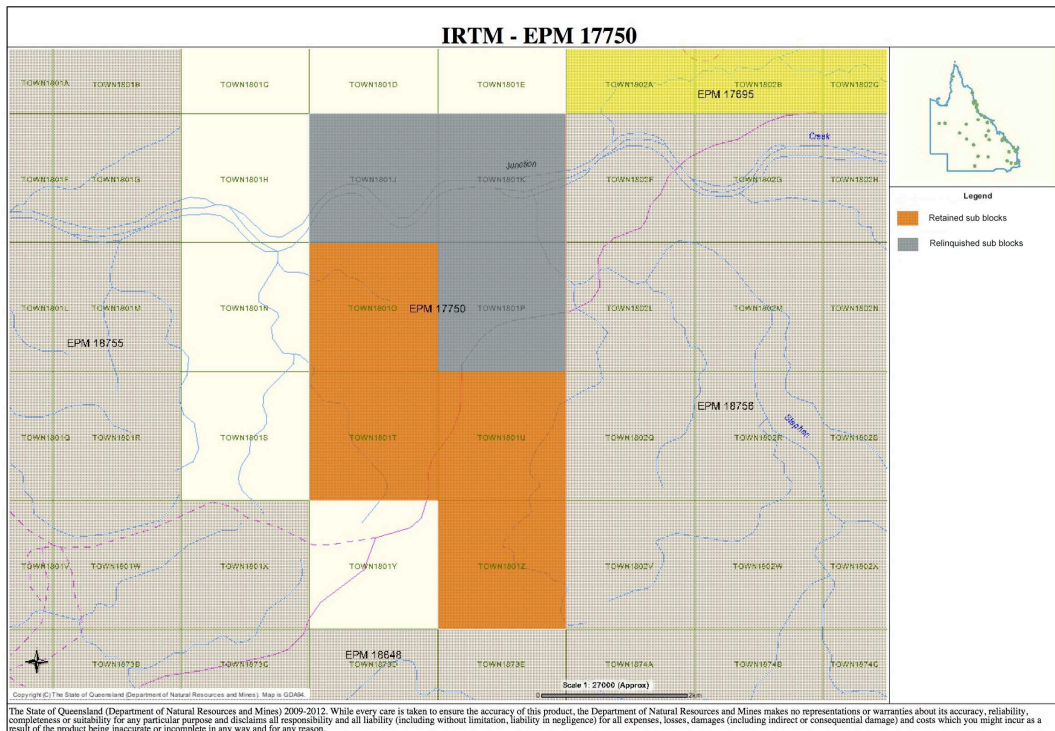 IRTM - EPM 17750
TOWN1801A TOWN1801B TOWN1801C TOWN1801D TOWN1801E TOWN1802A TOWN1802B TOWN1802C
EPM 17695
Creek
Junction
TOWN1801F TOWN1801G TOWN1801H TOWN1801J TOWN1801K TOWN1802F TOWN1802G TOWN1802H
Legend
Retained sub blocks
Relinquished sub blocks
TOWN1801L TOWN1801M TOWN1801N TOWN1801O EPM 17750 TOWN1801P TOWN1802L TOWN1802M TOWN1802N
EPM 18755
EPM 18756
Stephen
TOWN1801Q TOWN1801R TOWN1801S TOWN1801T TOWN1801U TOWN1802Q TOWN1802R TOWN1802S
TOWN1801V TOWN1801W TOWN1801X TOWN1801Y TOWN1801Z TOWN1802V TOWN1802W TOWN1802X
EPM 18648
TOWN1873B TOWN1873C TOWN1873D TOWN1873E TOWN1874A TOWN1874B TOWN1874C
Scale 1: 27000 (Approx)
0 2km
Copyright (C) The State of Queensland (Department of Natural Resources and Mines) Map is GDA94.
The State of Queensland (Department of Natural Resources and Mines) 2009-2012. While every care is taken to ensure the accuracy of this product, the Department of Natural Resources and Mines makes no representations or warranties about its accuracy, reliability,
completeness or suitability for any particular purpose and disclaims all responsibility and all liability (including without limitation, liability in negligence) for all expenses, losses, damages (including indirect or consequential damage) and costs which you might incur as a
result of the product being inaccurate or incomplete in any way and for any reason.